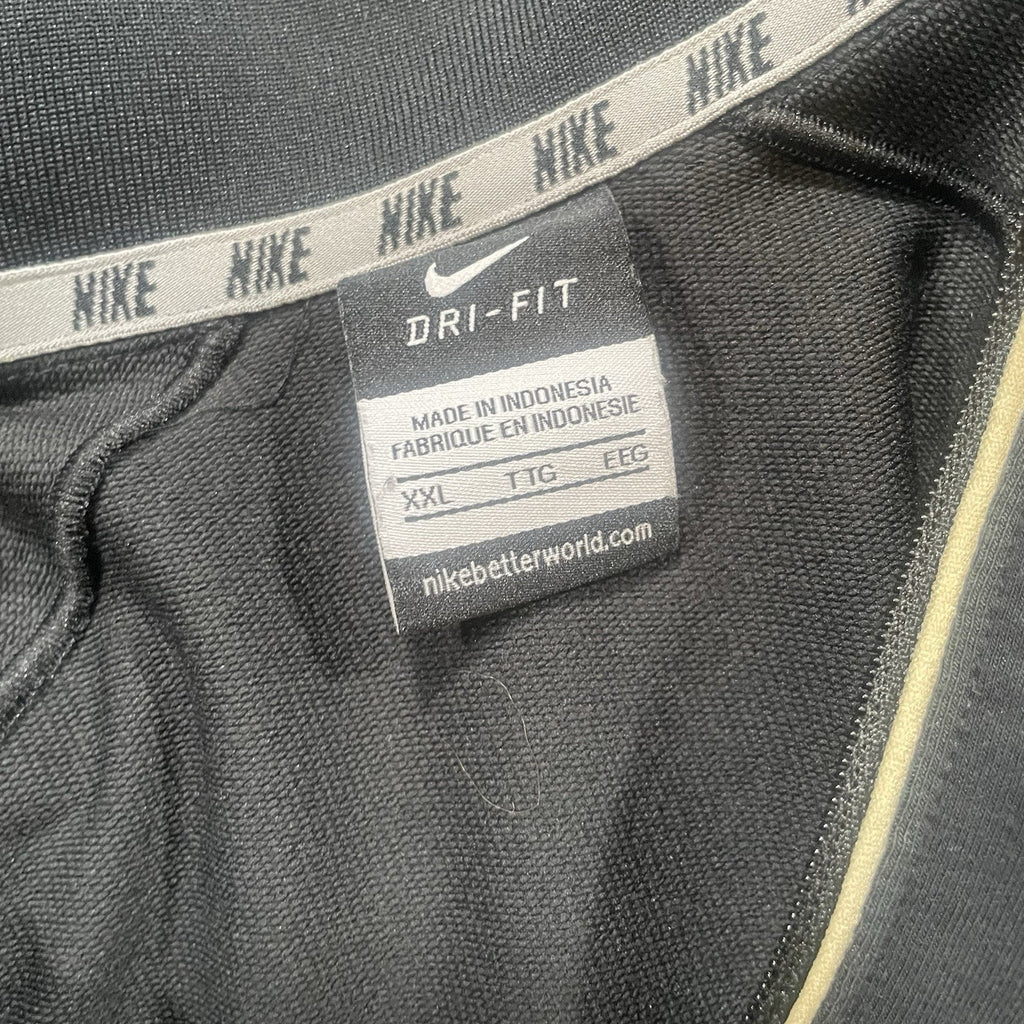 NIKE NIKE NIKE NIKE NIKE
DRI-FIT
MADE IN INDONESIA
FABRIQUE EN INDONESIE
XXL TTG EEG
nikebetterworld.com